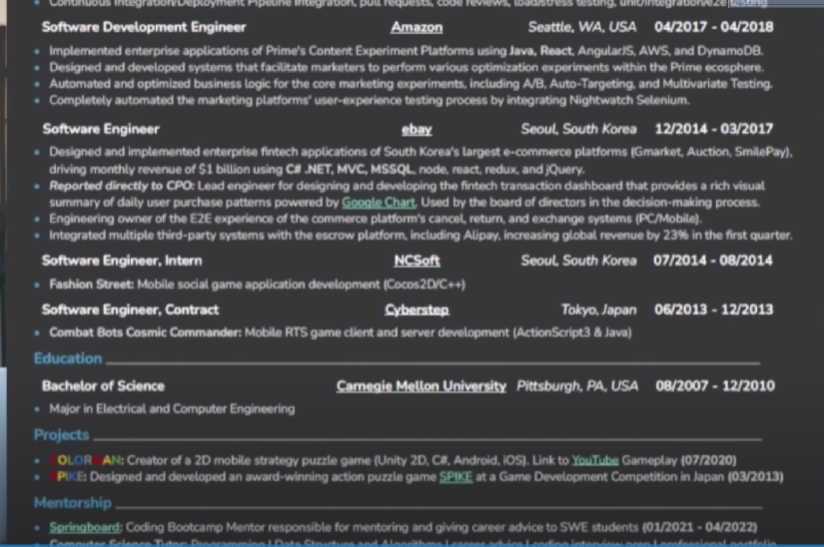 Continuous Integration/Deployment Pipeline Integration, pull requests, code reviews, load/stress testing, unit/integration/e2e testing
Software Development Engineer Amazon Seattle, WA, USA 04/2017 - 04/2018
• Implemented enterprise applications of Prime's Content Experiment Platforms using Java, React, AngularJS, AWS, and DynamoDB.
• Designed and developed systems that facilitate marketers to perform various optimization experiments within the Prime ecosphere.
• Automated and optimized business logic for the core marketing experiments, including A/B, Auto-Targeting, and Multivariate Testing.
• Completely automated the marketing platforms' user-experience testing process by integrating Nightwatch Selenium.
Software Engineer ebay Seoul, South Korea 12/2014 - 03/2017
• Designed and implemented enterprise fintech applications of South Korea's largest e-commerce platforms (Gmarket, Auction, SmilePay),
driving monthly revenue of $1 billion using C# .NET, MVC, MSSQL, node, react, redux, and jQuery.
• Reported directly to CPO: Lead engineer for designing and developing the fintech transaction dashboard that provides a rich visual
summary of daily user purchase patterns powered by Google Chart. Used by the board of directors in the decision-making process.
• Engineering owner of the E2E experience of the commerce platform's cancel, return, and exchange systems (PC/Mobile).
• Integrated multiple third-party systems with the escrow platform, including Alipay, increasing global revenue by 23% in the first quarter.
Software Engineer, Intern NCSoft Seoul, South Korea 07/2014 - 08/2014
• Fashion Street: Mobile social game application development (Cocos2D/C++)
Software Engineer, Contract Cyberstep Tokyo, Japan 06/2013 - 12/2013
• Combat Bots Cosmic Commander: Mobile RTS game client and server development (ActionScript3 & Java)
Education
Bachelor of Science Carnegie Mellon University Pittsburgh, PA, USA 08/2007 - 12/2010
• Major in Electrical and Computer Engineering
Projects
• COLORMAN: Creator of a 2D mobile strategy puzzle game (Unity 2D, C#, Android, iOS). Link to YouTube Gameplay (07/2020)
• SPIKE: Designed and developed an award-winning action puzzle game SPIKE at a Game Development Competition in Japan (03/2013)
Mentorship
• Springboard: Coding Bootcamp Mentor responsible for mentoring and giving career advice to SWE students (01/2021 - 04/2022)
• Computer Science Tutor: Programming | Data Structure and Algorithms | career advice | coding interview prep | professional portfolio